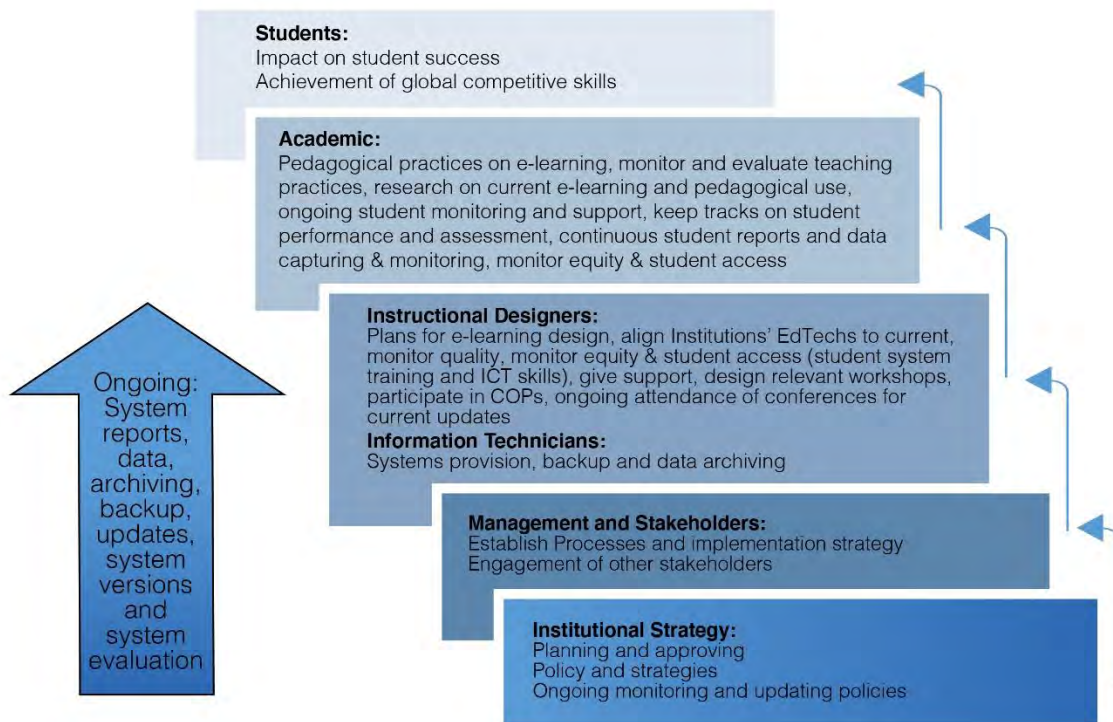 Students:
Impact on student success
Achievement of global competitive skills
Academic:
Pedagogical practices on e-learning, monitor and evaluate teaching
practices, research on current e-learning and pedagogical use,
ongoing student monitoring and support, keep tracks on student
performance and assessment, continuous student reports and data
capturing & monitoring, monitor equity & student access
Instructional Designers:
Plans for e-learning design, align Institutions' EdTechs to current,
monitor quality, monitor equity & student access (student system
training and ICT skills), give support, design relevant workshops,
participate in COPs, ongoing attendance of conferences for
current updates
Information Technicians:
Systems provision, backup and data archiving
Management and Stakeholders:
Establish Processes and implementation strategy
Engagement of other stakeholders
Institutional Strategy:
Planning and approving
Policy and strategies
Ongoing monitoring and updating policies
Ongoing:
System
reports,
data,
archiving,
backup,
updates,
system
versions
and
system
evaluation